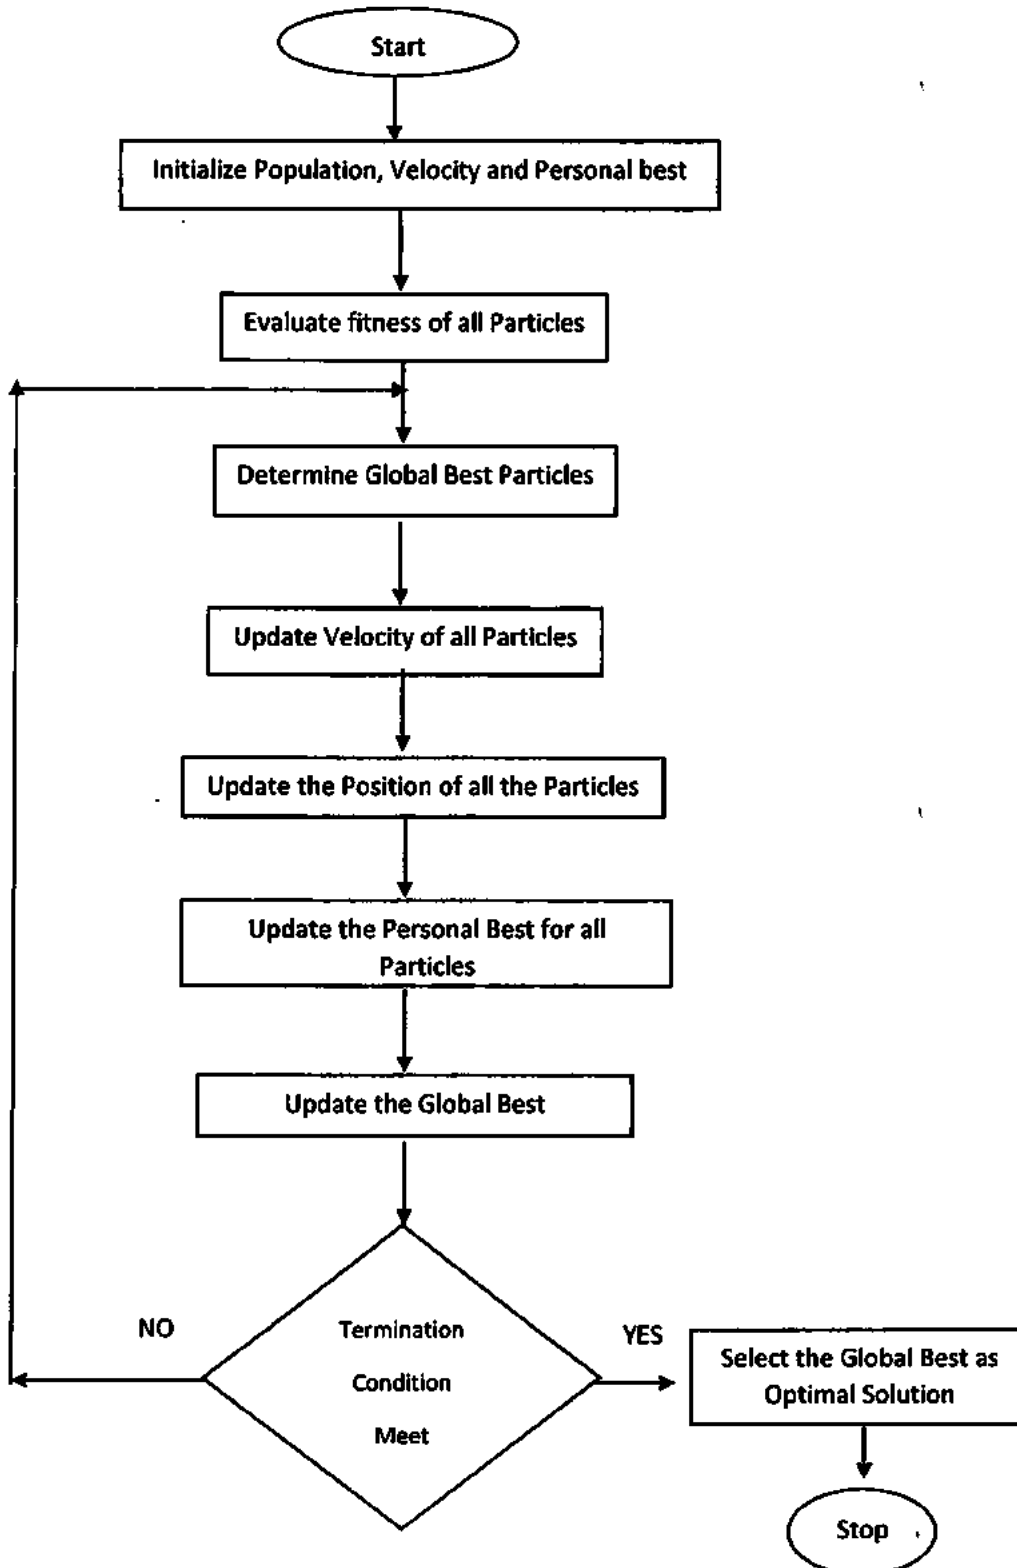 Start
Initialize Population, Velocity and Personal best
Evaluate fitness of all Particles
Determine Global Best Particles
Update Velocity of all Particles
Update the Position of all the Particles
Update the Personal Best for all
Particles
Update the Global Best
NO
Termination
Condition
Meet
YES
Select the Global Best as
Optimal Solution
Stop